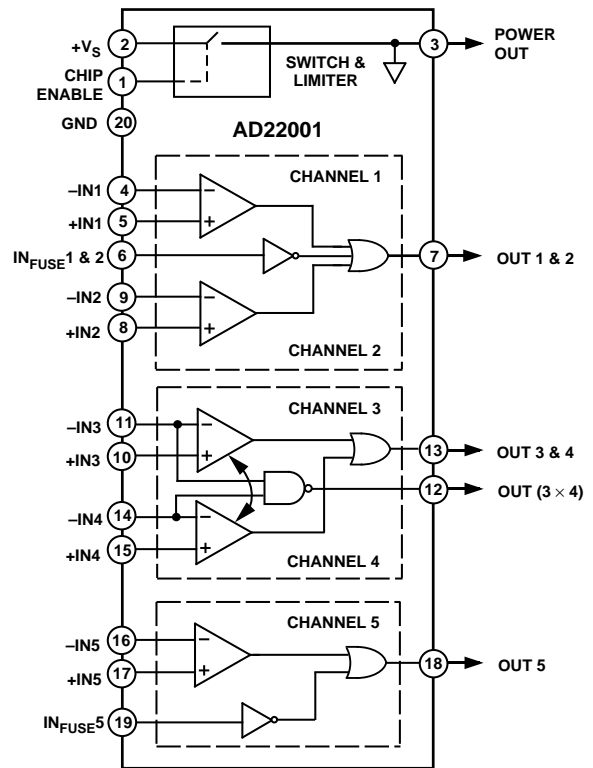 +VS 2
3 POWER
OUT
SWITCH &
LIMITER
CHIP
ENABLE 1
GND 20
AD22001
CHANNEL 1
–IN1 4
–
+IN1 5
+
INFUSE1 & 2 6
7 OUT 1 & 2
–IN2 9
–
+IN2 8
+
CHANNEL 2
CHANNEL 3
–IN3 11
–
+IN3 10
+
13 OUT 3 & 4
12 OUT (3 × 4)
–IN4 14
–
+IN4 15
+
CHANNEL 4
CHANNEL 5
–IN5 16
–
+IN5 17
+
18 OUT 5
INFUSE5 19